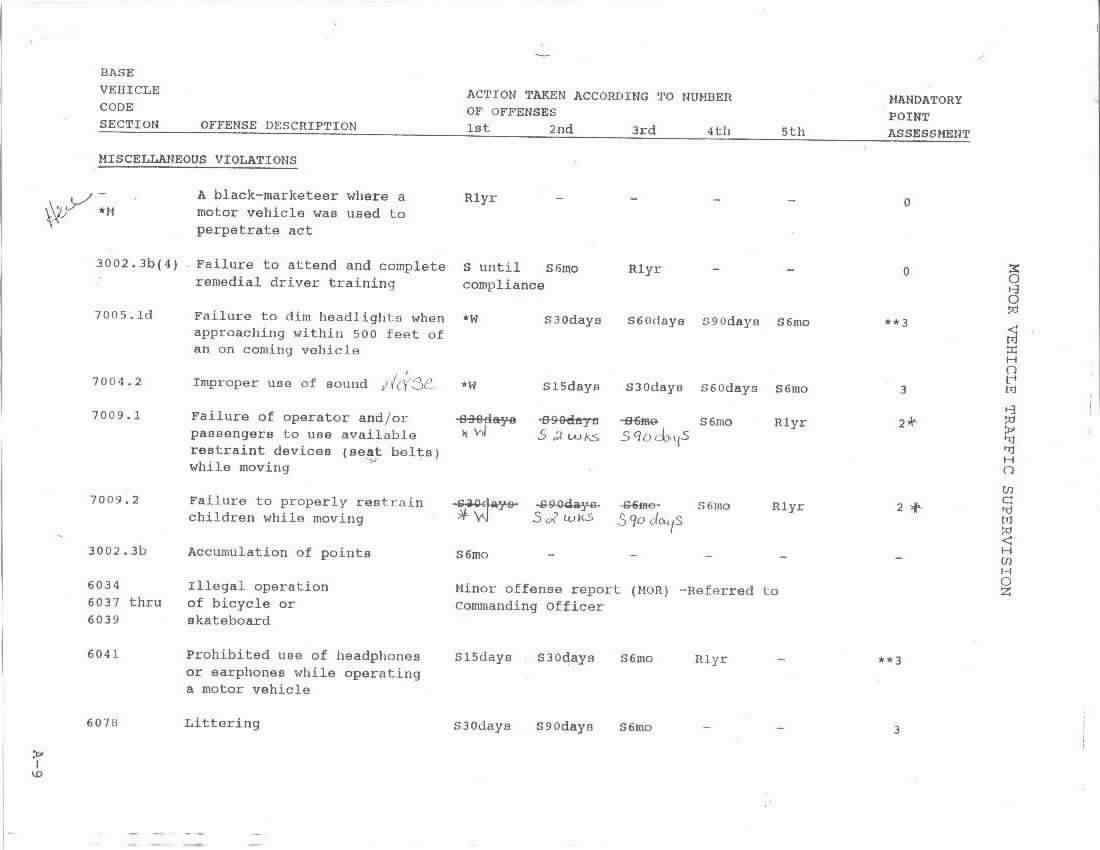 BASE
VEHICLE
CODE
SECTION OFFENSE DESCRIPTION
ACTION TAKEN ACCORDING TO NUMBER
OF OFFENSES
1st 2nd 3rd 4th 5th
MANDATORY
POINT
ASSESSMENT
MISCELLANEOUS VIOLATIONS
- A black-marketeer where a R1yr - - - - 0
*M motor vehicle was used to
perpetrate act
3002.3b(4) Failure to attend and complete S until S6mo R1yr - - 0
remedial driver training compliance
7005.1d Failure to dim headlights when *W S30days S60days S90days S6mo **3
approaching within 500 feet of
an on coming vehicle
7004.2 Improper use of sound noise *W S15days S30days S60days S6mo 3
7009.1 Failure of operator and/or S30days S90days S6mo S6mo R1yr 2*
passengers to use available * W S 2 wks S90days
restraint devices (seat belts)
while moving
7009.2 Failure to properly restrain S30days S90days S6mo S6mo R1yr 2 *
children while moving * W S 2 wks S90 days
3002.3b Accumulation of points S6mo - - - - -
6034 Illegal operation Minor offense report (MOR) -Referred to
6037 thru of bicycle or Commanding Officer
6039 skateboard
6041 Prohibited use of headphones S15days S30days S6mo R1yr - **3
or earphones while operating
a motor vehicle
6078 Littering S30days S90days S6mo - - 3
MOTOR VEHICLE TRAFFIC SUPERVISION
A-9